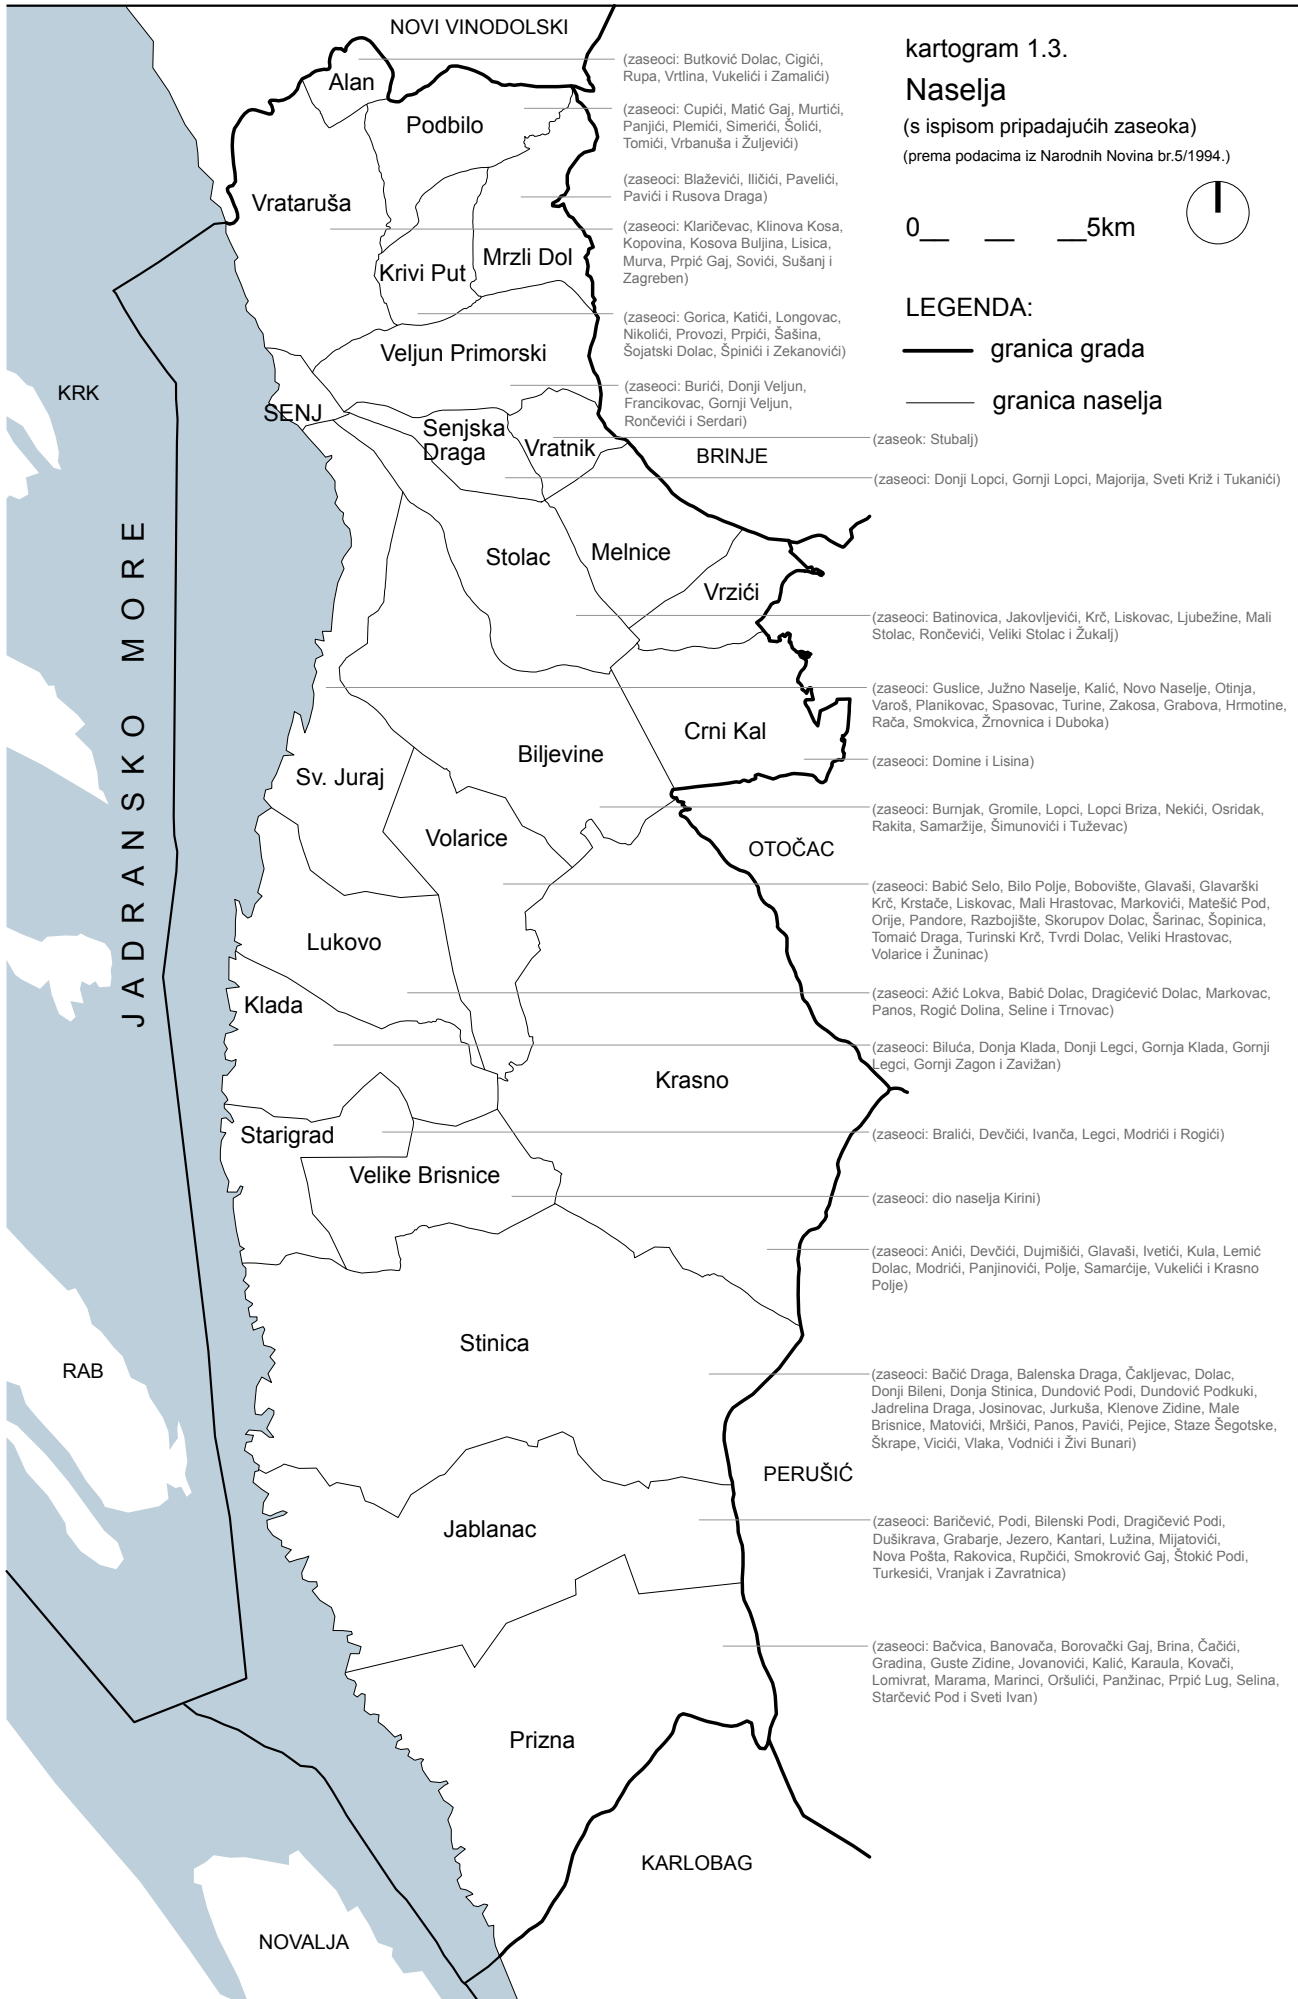 kartogram 1.3.
Naselja
(s ispisom pripadajućih zaseoka)
(prema podacima iz Narodnih Novina br.5/1994.)
0__ __ __5km
LEGENDA:
granica grada
granica naselja
NOVI VINODOLSKI
Alan
(zaseoci: Butković Dolac, Cigići,
Rupa, Vrtlina, Vukelići i Zamalići)
Podbilo
(zaseoci: Cupići, Matić Gaj, Murtići,
Panjići, Plemići, Simerići, Šolići,
Tomići, Vrbanuša i Žuljevići)
(zaseoci: Blaževići, Iličići, Pavelići,
Pavići i Rusova Draga)
Vrataruša
(zaseoci: Klaričevac, Klinova Kosa,
Kopovina, Kosova Buljina, Lisica,
Murva, Prpić Gaj, Sovići, Sušanj i
Zagreben)
Mrzli Dol
Krivi Put
(zaseoci: Gorica, Katići, Longovac,
Nikolići, Provozi, Prpići, Šašina,
Šojatski Dolac, Špinići i Zekanovići)
Veljun Primorski
(zaseoci: Burići, Donji Veljun,
Francikovac, Gornji Veljun,
Rončevići i Serdari)
KRK
SENJ
Senjska
Draga
Vratnik
BRINJE
(zaseok: Stubalj)
(zaseoci: Donji Lopci, Gornji Lopci, Majorija, Sveti Križ i Tukanići)
JADRANSKO MORE
Stolac
Melnice
Vrzići
(zaseoci: Batinovica, Jakovljevići, Krč, Liskovac, Ljubežine, Mali
Stolac, Rončevići, Veliki Stolac i Žukalj)
(zaseoci: Guslice, Južno Naselje, Kalić, Novo Naselje, Otinja,
Varoš, Planikovac, Spasovac, Turine, Zakosa, Grabova, Hrmotine,
Rača, Smokvica, Žrnovnica i Duboka)
Crni Kal
Biljevine
(zaseoci: Domine i Lisina)
Sv. Juraj
(zaseoci: Burnjak, Gromile, Lopci, Lopci Briza, Nekići, Osridak,
Rakita, Samaržije, Šimunovići i Tuževac)
Volarice
OTOČAC
(zaseoci: Babić Selo, Bilo Polje, Bobovište, Glavaši, Glavarški
Krč, Krstače, Liskovac, Mali Hrastovac, Markovići, Matešić Pod,
Orije, Pandore, Razbojište, Skorupov Dolac, Šarinac, Šopinica,
Tomaić Draga, Turinski Krč, Tvrdi Dolac, Veliki Hrastovac,
Volarice i Žuninac)
Lukovo
Klada
(zaseoci: Ažić Lokva, Babić Dolac, Dragićević Dolac, Markovac,
Panos, Rogić Dolina, Seline i Trnovac)
(zaseoci: Biluća, Donja Klada, Donji Legci, Gornja Klada, Gornji
Legci, Gornji Zagon i Zavižan)
Krasno
Starigrad
(zaseoci: Bralići, Devčići, Ivanča, Legci, Modrići i Rogići)
Velike Brisnice
(zaseoci: dio naselja Kirini)
(zaseoci: Anići, Devčići, Dujmišići, Glavaši, Ivetići, Kula, Lemić
Dolac, Modrići, Panjinovići, Polje, Samarćije, Vukelići i Krasno
Polje)
Stinica
RAB
(zaseoci: Bačić Draga, Balenska Draga, Čakljevac, Dolac,
Donji Bileni, Donja Stinica, Dundović Podi, Dundović Podkuki,
Jadrelina Draga, Josinovac, Jurkuša, Klenove Zidine, Male
Brisnice, Matovići, Mršići, Panos, Pavići, Pejice, Staze Šegotske,
Škrape, Vicići, Vlaka, Vodnići i Živi Bunari)
PERUŠIĆ
Jablanac
(zaseoci: Baričević, Podi, Bilenski Podi, Dragičević Podi,
Dušikrava, Grabarje, Jezero, Kantari, Lužina, Mijatovići,
Nova Pošta, Rakovica, Rupčići, Smokrović Gaj, Štokić Podi,
Turkesići, Vranjak i Zavratnica)
(zaseoci: Bačvica, Banovača, Borovački Gaj, Brina, Čačići,
Gradina, Guste Zidine, Jovanovići, Kalić, Karaula, Kovači,
Lomivrat, Marama, Marinci, Oršulići, Panžinac, Prpić Lug, Selina,
Starčević Pod i Sveti Ivan)
Prizna
KARLOBAG
NOVALJA